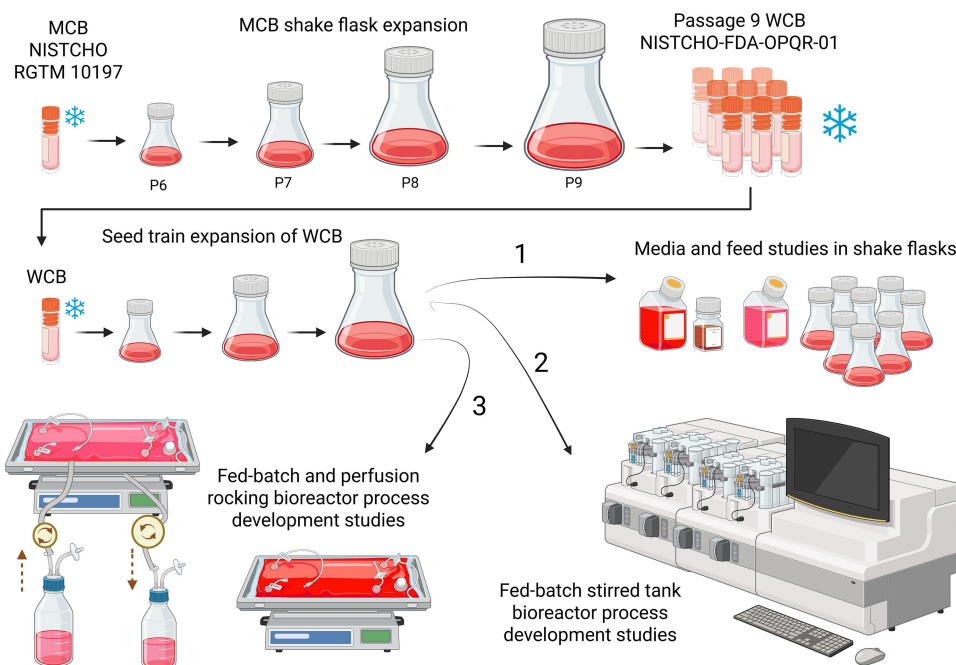 MCB
NISTCHO
RGTM 10197
MCB shake flask expansion
Passage 9 WCB
NISTCHO-FDA-OPQR-01
P6
P7
P8
P9
Seed train expansion of WCB
WCB
1
Media and feed studies in shake flasks
2
3
Fed-batch and perfusion
rocking bioreactor process
development studies
Fed-batch stirred tank
bioreactor process
development studies